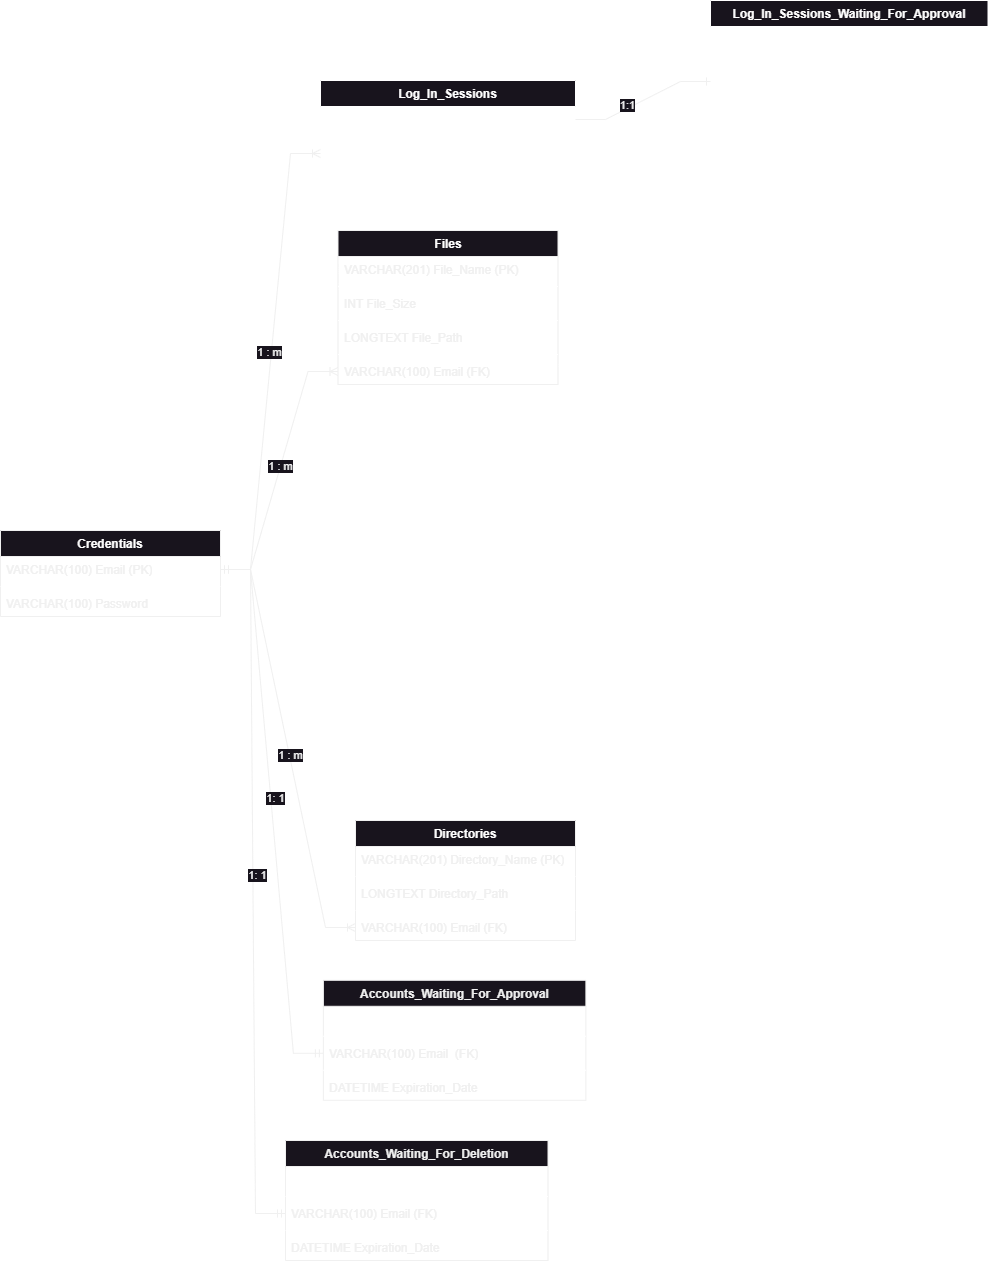 Log_In_Sessions_Waiting_For_Approval
Log_In_Sessions
1:1
Files
VARCHAR(201) File_Name (PK)
INT File_Size
LONGTEXT File_Path
VARCHAR(100) Email (FK)
1 : m
1 : m
Credentials
VARCHAR(100) Email (PK)
VARCHAR(100) Password
1 : m
1: 1
1: 1
Directories
VARCHAR(201) Directory_Name (PK)
LONGTEXT Directory_Path
VARCHAR(100) Email (FK)
Accounts_Waiting_For_Approval
VARCHAR(100) Email  (FK)
DATETIME Expiration_Date
Accounts_Waiting_For_Deletion
VARCHAR(100) Email (FK)
DATETIME Expiration_Date